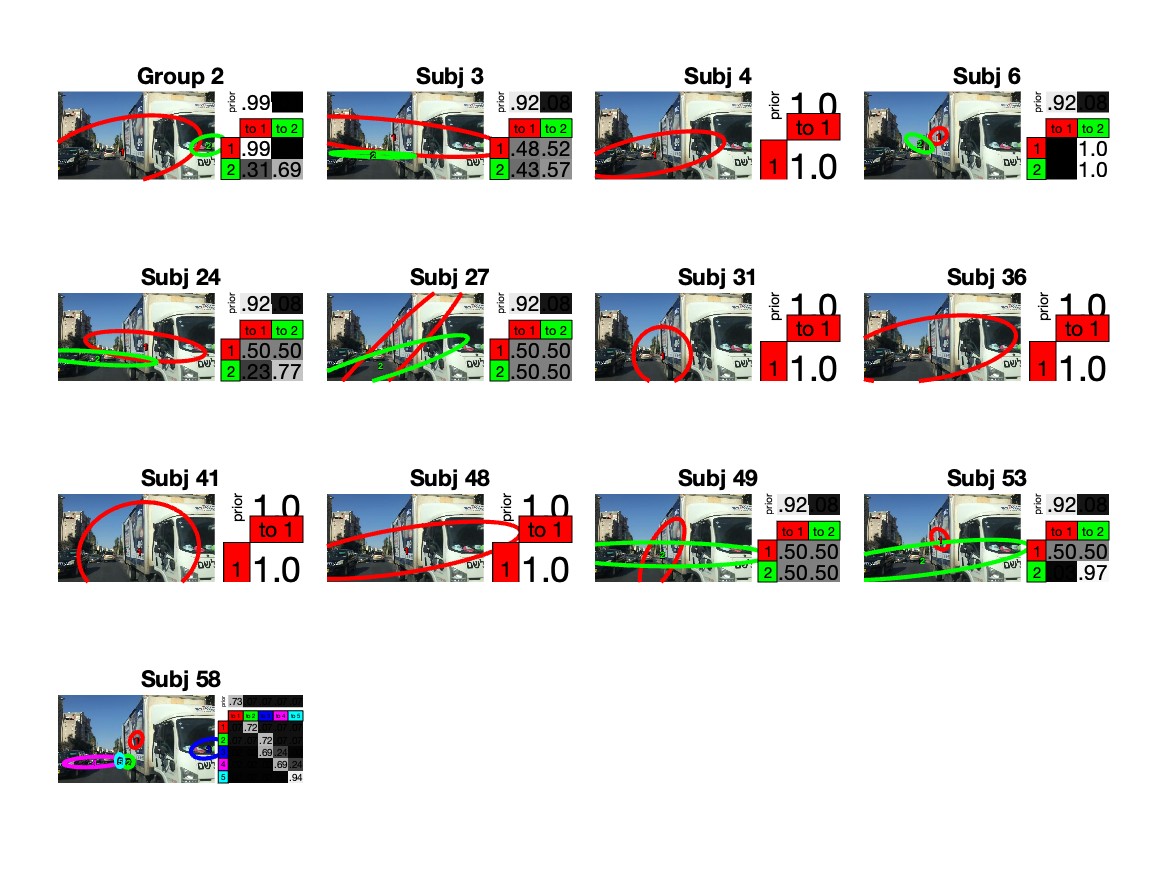 Group 2
prior .99
to 1 to 2
1 .99
2 .31 .69
Subj 3
prior .92 .08
to 1 to 2
1 .48 .52
2 .43 .57
Subj 4
prior 1.0
to 1
1 1.0
Subj 6
prior .92 .08
to 1 to 2
1 1.0
2 1.0
Subj 24
prior .92 .08
to 1 to 2
1 .50 .50
2 .23 .77
Subj 27
prior .92 .08
to 1 to 2
1 .50 .50
2 .50 .50
Subj 31
prior 1.0
to 1
1 1.0
Subj 36
prior 1.0
to 1
1 1.0
Subj 41
prior 1.0
to 1
1 1.0
Subj 48
prior 1.0
to 1
1 1.0
Subj 49
prior .92 .08
to 1 to 2
1 .50 .50
2 .50 .50
Subj 53
prior .92 .08
to 1 to 2
1 .50 .50
2 .97
Subj 58
prior .73
to 1 to 2 to 4 to 5
1 .72
2 .72
.69 .24
4 .69 .24
5 .94